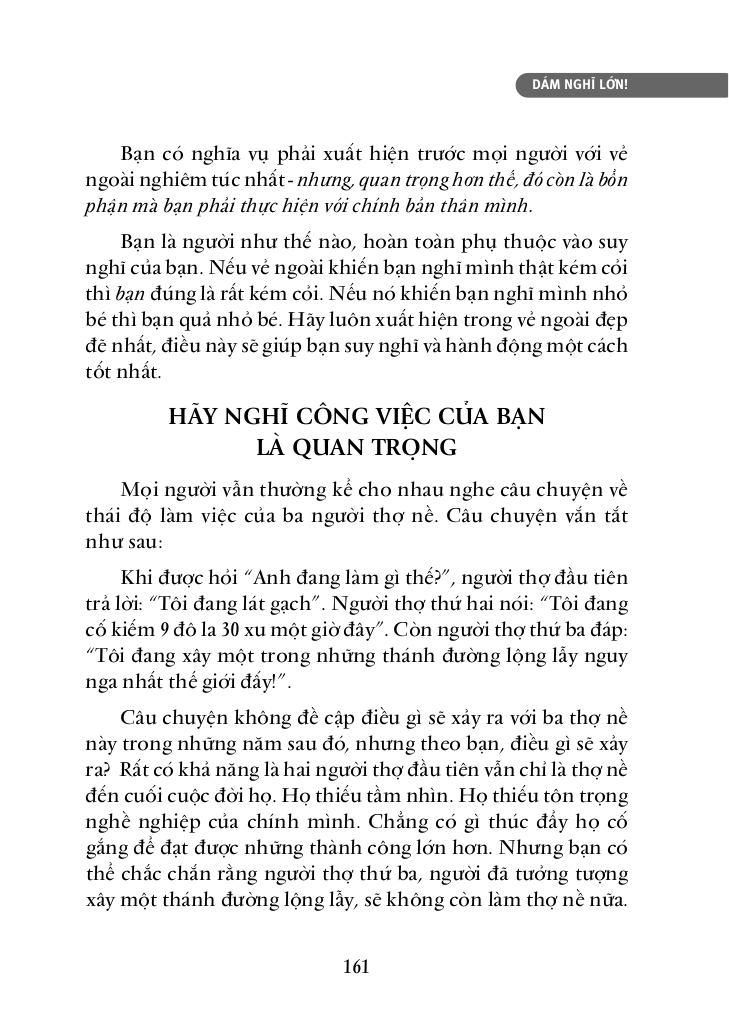 DÁM NGHĨ LỚN!
Bạn có nghĩa vụ phải xuất hiện trước mọi người với vẻ
ngoài nghiêm túc nhất - nhưng, quan trọng hơn thế, đó còn là bổn
phận mà bạn phải thực hiện với chính bản thân mình.
Bạn là người như thế nào, hoàn toàn phụ thuộc vào suy
nghĩ của bạn. Nếu vẻ ngoài khiến bạn nghĩ mình thật kém cỏi
thì bạn đúng là rất kém cỏi. Nếu nó khiến bạn nghĩ mình nhỏ
bé thì bạn quả nhỏ bé. Hãy luôn xuất hiện trong vẻ ngoài đẹp
đẽ nhất, điều này sẽ giúp bạn suy nghĩ và hành động một cách
tốt nhất.
HÃY NGHĨ CÔNG VIỆC CỦA BẠN
LÀ QUAN TRỌNG
Mọi người vẫn thường kể cho nhau nghe câu chuyện về
thái độ làm việc của ba người thợ nề. Câu chuyện vắn tắt
như sau:
Khi được hỏi “Anh đang làm gì thế?”, người thợ đầu tiên
trả lời: “Tôi đang lát gạch”. Người thợ thứ hai nói: “Tôi đang
cố kiếm 9 đô la 30 xu một giờ đây”. Còn người thợ thứ ba đáp:
“Tôi đang xây một trong những thánh đường lộng lẫy nguy
nga nhất thế giới đấy!”.
Câu chuyện không đề cập điều gì sẽ xảy ra với ba thợ nề
này trong những năm sau đó, nhưng theo bạn, điều gì sẽ xảy
ra? Rất có khả năng là hai người thợ đầu tiên vẫn chỉ là thợ nề
đến cuối cuộc đời họ. Họ thiếu tầm nhìn. Họ thiếu tôn trọng
nghề nghiệp của chính mình. Chẳng có gì thúc đẩy họ cố
gắng để đạt được những thành công lớn hơn. Nhưng bạn có
thể chắc chắn rằng người thợ thứ ba, người đã tưởng tượng
xây một thánh đường lộng lẫy, sẽ không còn làm thợ nề nữa.
161